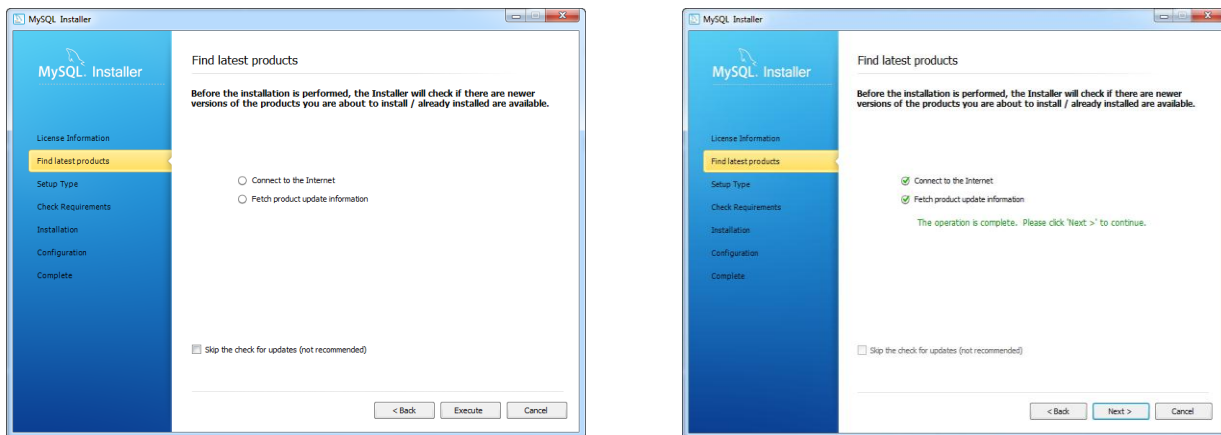 MySQL Installer
MySQL. Installer
License Information
Find latest products
Setup Type
Check Requirements
Installation
Configuration
Complete
Find latest products
Before the installation is performed, the Installer will check if there are newer
versions of the products you are about to install / already installed are available.
Connect to the Internet
Fetch product update information
Skip the check for updates (not recommended)
< Back
Execute
Cancel
MySQL Installer
MySQL. Installer
License Information
Find latest products
Setup Type
Check Requirements
Installation
Configuration
Complete
Find latest products
Before the installation is performed, the Installer will check if there are newer
versions of the products you are about to install / already installed are available.
Connect to the Internet
Fetch product update information
The operation is complete. Please click 'Next >' to continue.
Skip the check for updates (not recommended)
< Back
Next >
Cancel